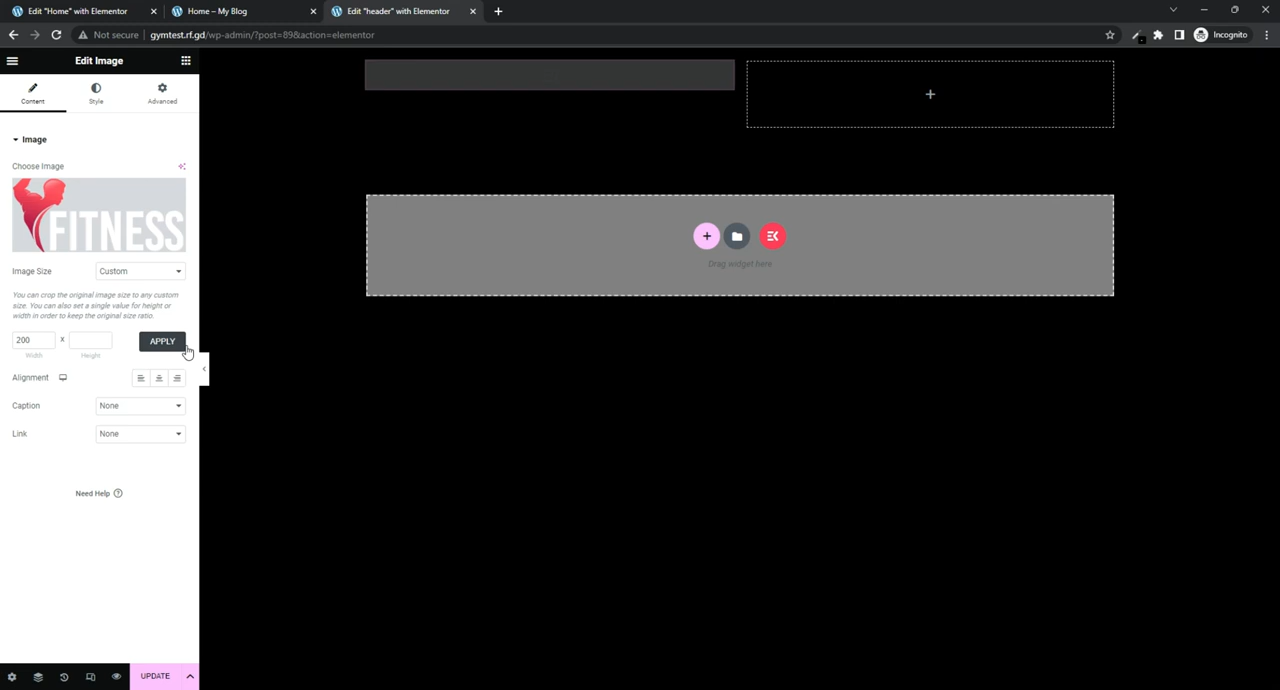 Edit "Home" with Elementor
Home – My Blog
Edit "header" with Elementor
Not secure
gymtest.rf.gd/wp-admin/?post=89&action=elementor
Incognito
Edit Image
Content
Style
Advanced
Image
Choose Image
FITNESS
Image Size
Custom
You can crop the original image size to any custom
size. You can also set a single value for height or
width in order to keep the original size ratio.
200 x
APPLY
Width
Height
Alignment
Caption
None
Link
None
Need Help
UPDATE
Drag widget here